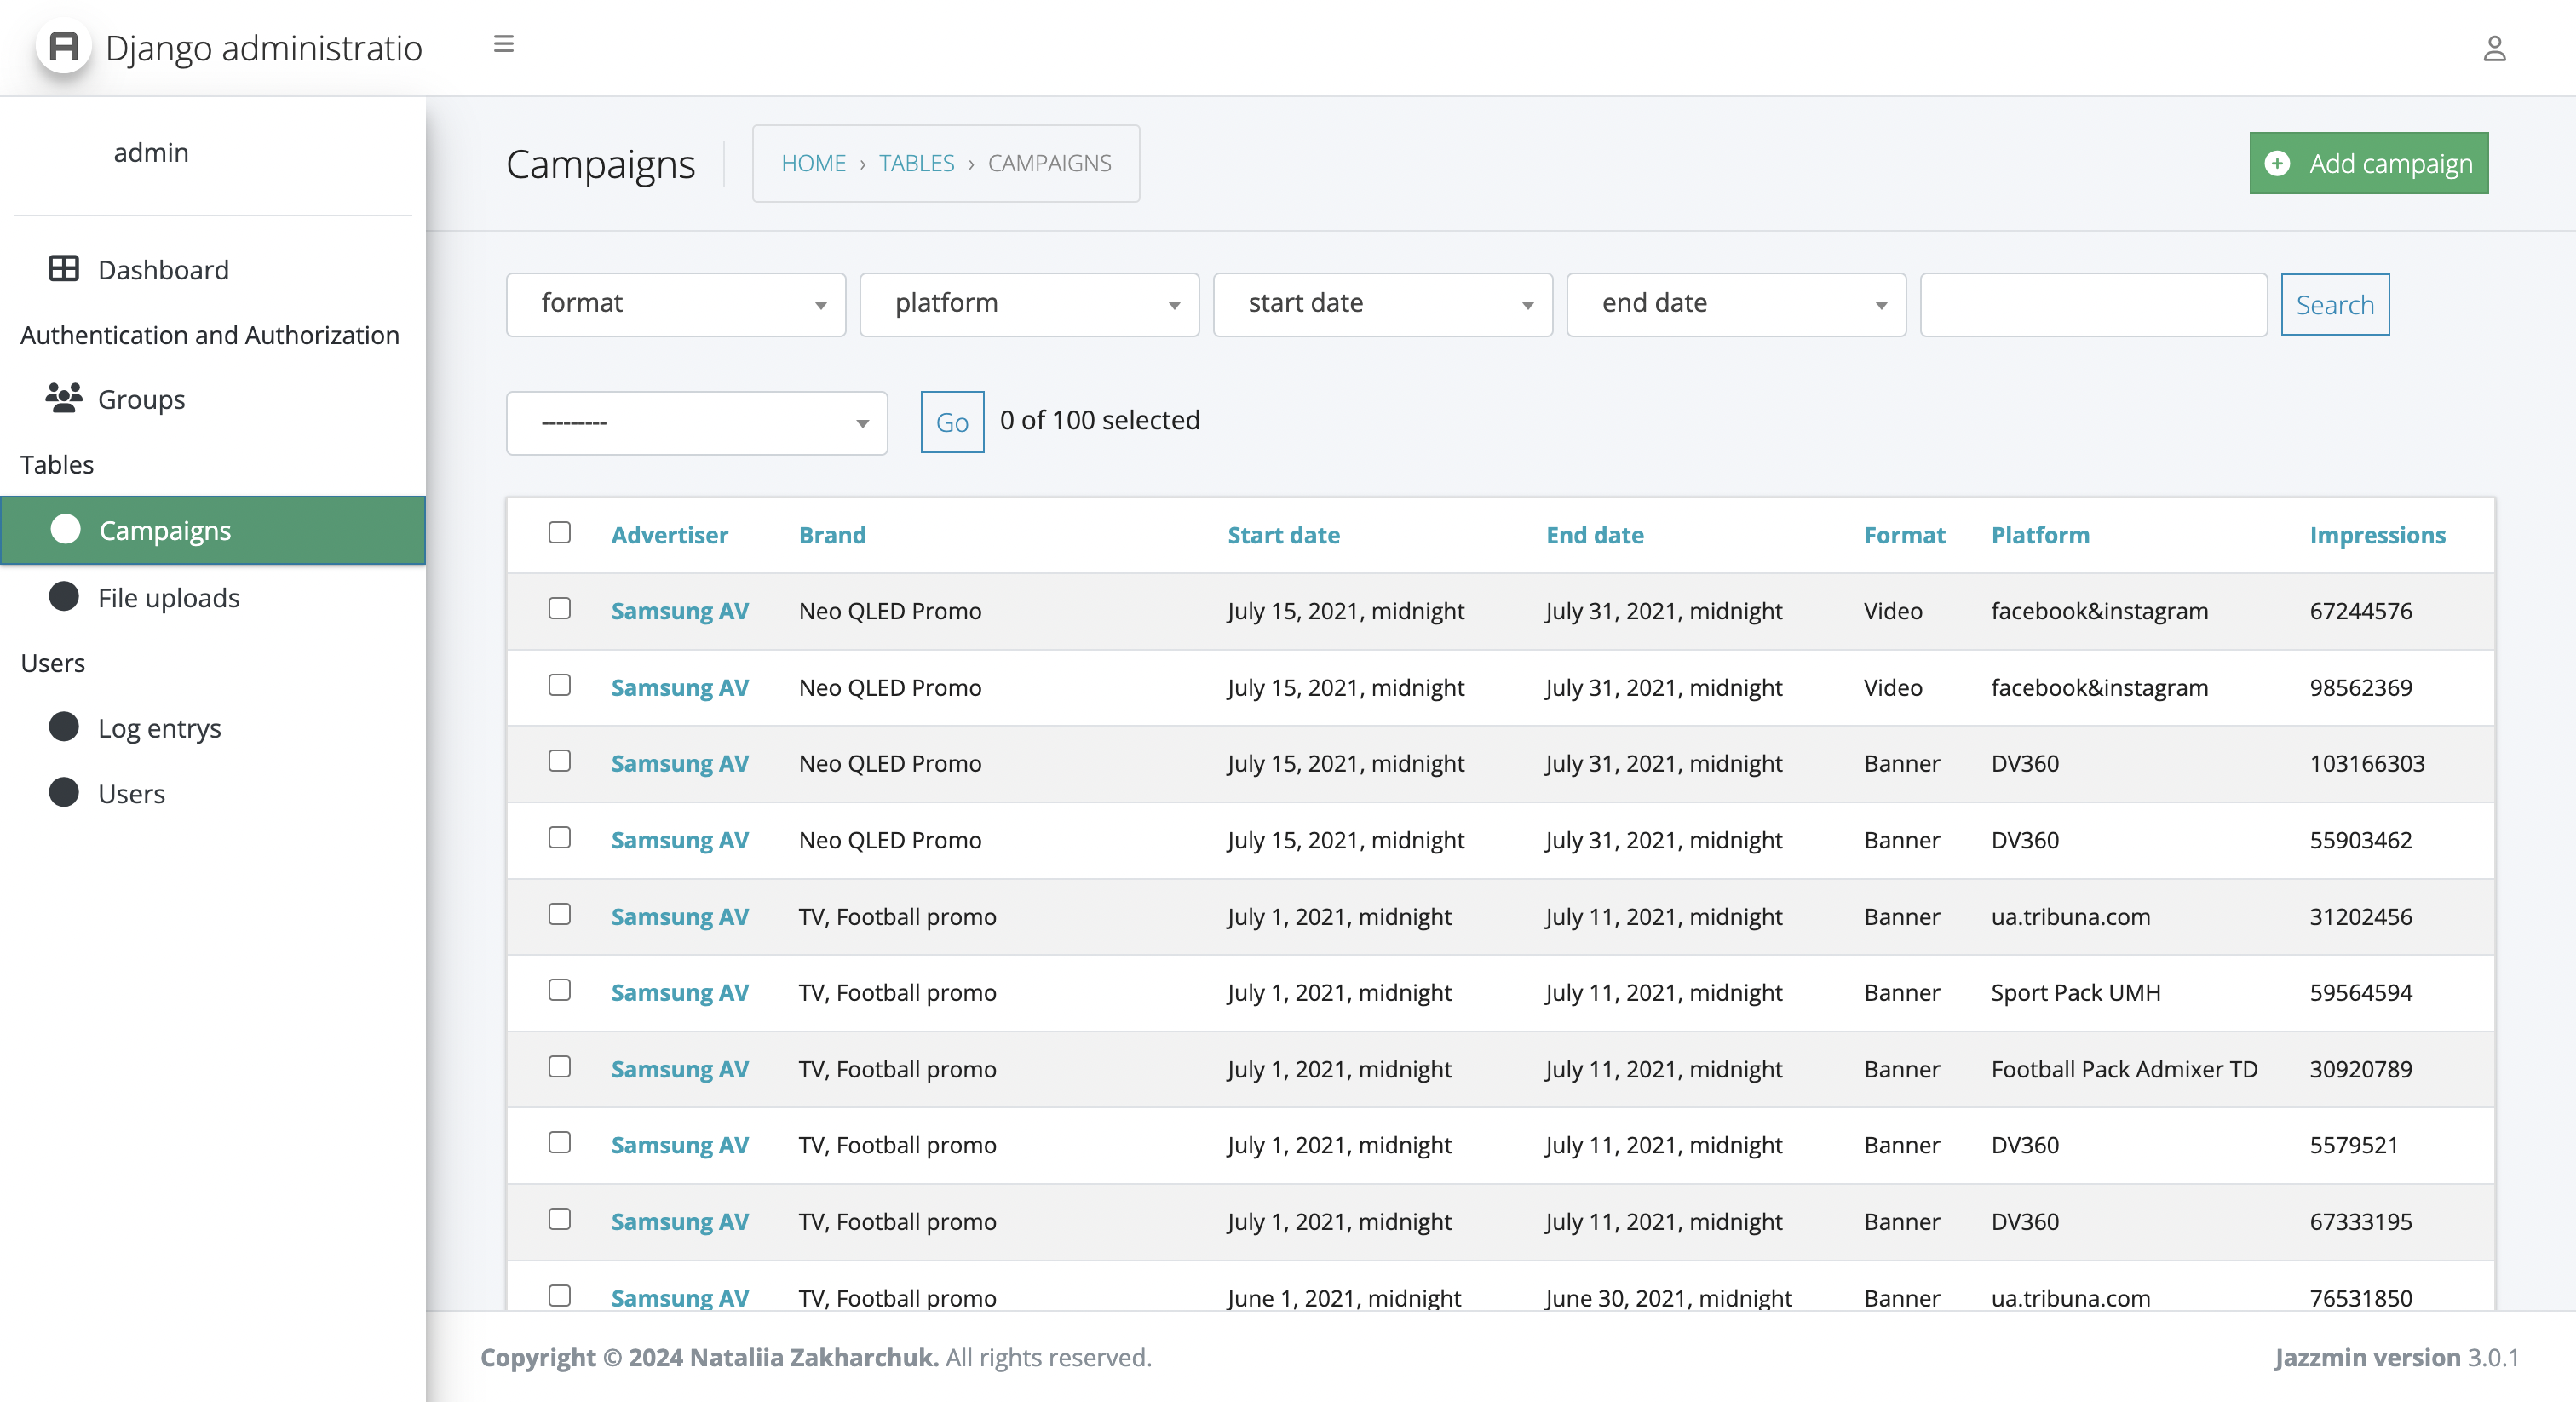 Django administratio
admin
Dashboard
Authentication and Authorization
Groups
Tables
Campaigns
File uploads
Users
Log entrys
Users
Campaigns
HOME › TABLES › CAMPAIGNS
Add campaign
format platform start date end date Search
--------- Go 0 of 100 selected
Advertiser Brand Start date End date Format Platform Impressions
Samsung AV Neo QLED Promo July 15, 2021, midnight July 31, 2021, midnight Video facebook&instagram 67244576
Samsung AV Neo QLED Promo July 15, 2021, midnight July 31, 2021, midnight Video facebook&instagram 98562369
Samsung AV Neo QLED Promo July 15, 2021, midnight July 31, 2021, midnight Banner DV360 103166303
Samsung AV Neo QLED Promo July 15, 2021, midnight July 31, 2021, midnight Banner DV360 55903462
Samsung AV TV, Football promo July 1, 2021, midnight July 11, 2021, midnight Banner ua.tribuna.com 31202456
Samsung AV TV, Football promo July 1, 2021, midnight July 11, 2021, midnight Banner Sport Pack UMH 59564594
Samsung AV TV, Football promo July 1, 2021, midnight July 11, 2021, midnight Banner Football Pack Admixer TD 30920789
Samsung AV TV, Football promo July 1, 2021, midnight July 11, 2021, midnight Banner DV360 5579521
Samsung AV TV, Football promo July 1, 2021, midnight July 11, 2021, midnight Banner DV360 67333195
Samsung AV TV, Football promo June 1, 2021, midnight June 30, 2021, midnight Banner ua.tribuna.com 76531850
Copyright © 2024 Nataliia Zakharchuk. All rights reserved.
Jazzmin version 3.0.1